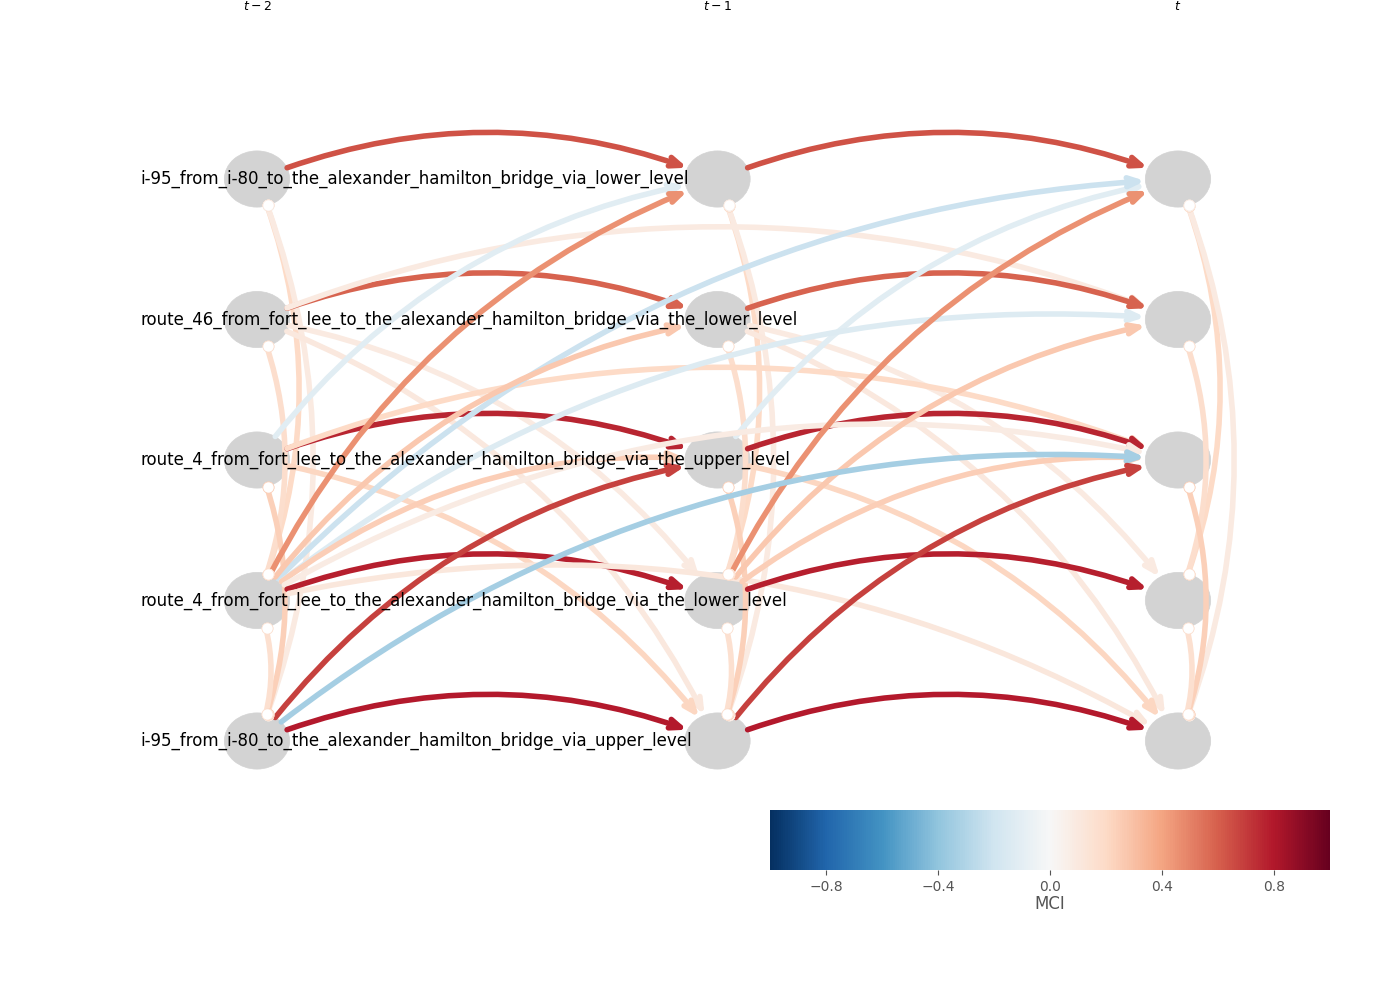 t − 2 t − 1 t
i-95_from_i-80_to_the_alexander_hamilton_bridge_via_lower_level
route_46_from_fort_lee_to_the_alexander_hamilton_bridge_via_the_lower_level
route_4_from_fort_lee_to_the_alexander_hamilton_bridge_via_the_upper_level
route_4_from_fort_lee_to_the_alexander_hamilton_bridge_via_the_lower_level
i-95_from_i-80_to_the_alexander_hamilton_bridge_via_upper_level
−0.8 −0.4 0.0 0.4 0.8
MCI